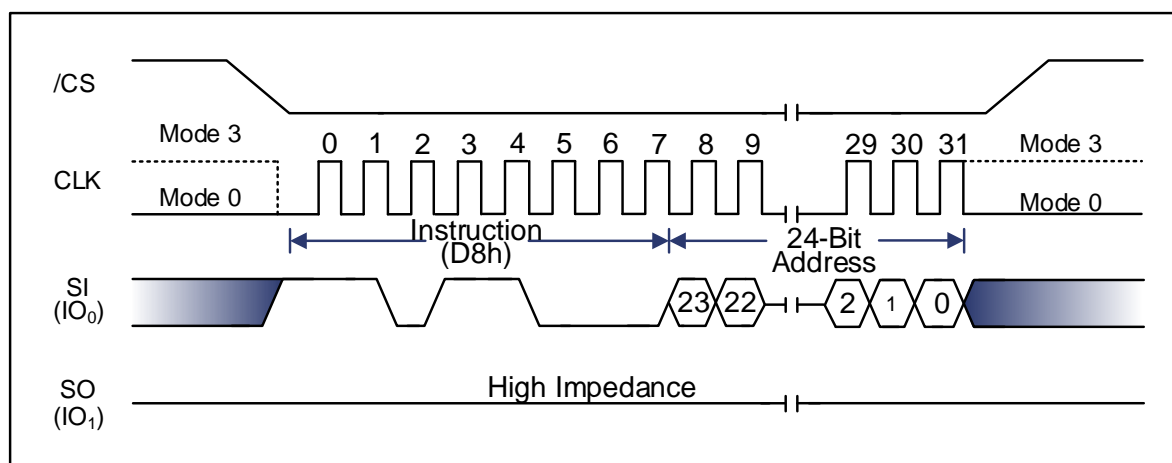 /CS
Mode 3
Mode 3
0 1 2 3 4 5 6 7 8 9 29 30 31
CLK
Mode 0
Mode 0
Instruction
(D8h)
24-Bit
Address
SI
(IO₀)
23 22 2 1 0
High Impedance
SO
(IO₁)